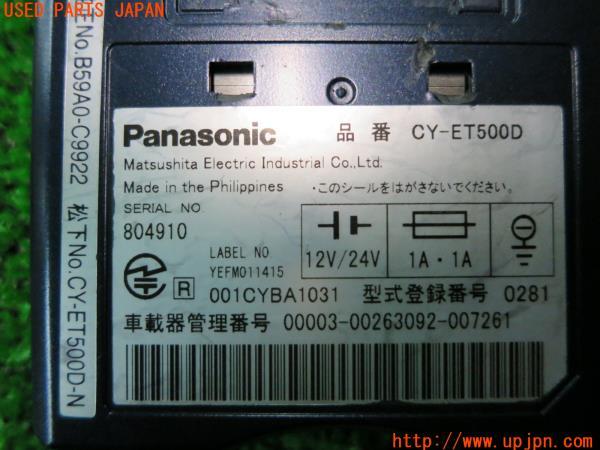 USED PARTS JAPAN
Panasonic 品番 CY-ET500D
Matsushita Electric Industrial Co.,Ltd.
Made in the Philippines ・このシールをはがさないでください。
SERIAL NO.
804910
LABEL NO
YEFM011415
12V/24V 1A・1A
R 001CYBA1031 型式登録番号 0281
車載器管理番号 00003-00263092-007261
No.B59A0-C9922 松下No.CY-ET500D-N
http://www.upjpn.com/